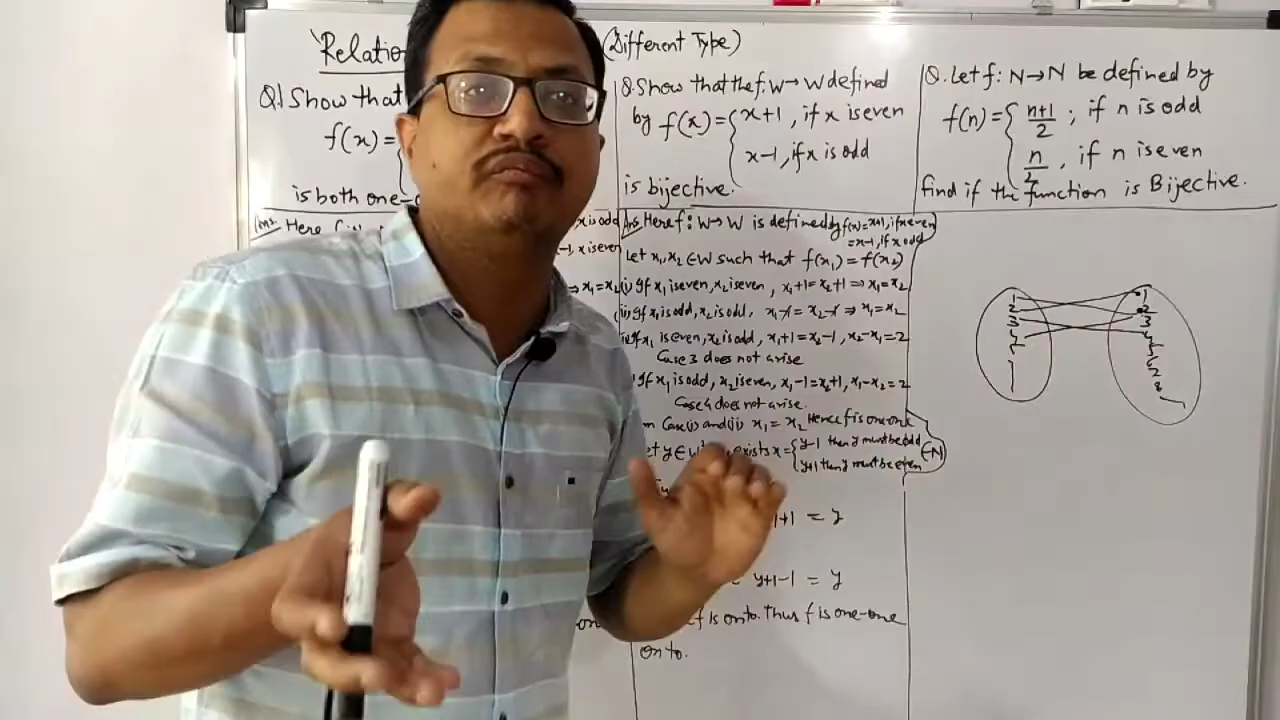 Relatio
(Different Type)
Q.1 Show that
f(x)=
is both one-
Ans Here
x is odd
-1, x is even
⇒ x₁=x₂
Q. Show that the f: W→W defined
by f(x)= { x+1, if x is even
x-1, if x is odd
is bijective.
Ans Here f: W→W is defined by f(x)=x+1, if x even
=x-1, if x odd
Let x₁,x₂ ∈ W such that f(x₁)=f(x₂)
(i) If x₁ is even, x₂ is even, x₁+1=x₂+1 ⇒ x₁=x₂
If x₁ is odd, x₂ is odd, x₁-1=x₂-1 ⇒ x₁=x₂
If x₁ is even, x₂ is odd, x₁+1=x₂-1, x₂-x₁=2
Case 3 does not arise
If x₁ is odd, x₂ is even, x₁-1=x₂+1, x₁-x₂=2
Case 4 does not arise.
m Case(i) and (ii) x₁=x₂ Hence f is one-one
et y ∈ W exists x= { y-1 then y must be odd
y+1 then y must be even
∈N
+1 = y
y+1-1 = y
f is onto. Thus f is one-one
onto.
Q. Let f: N→N be defined by
f(n)= { n+1/2 ; if n is odd
n/2, if n is even
find if the function is Bijective.
1 1
2 2
3 3